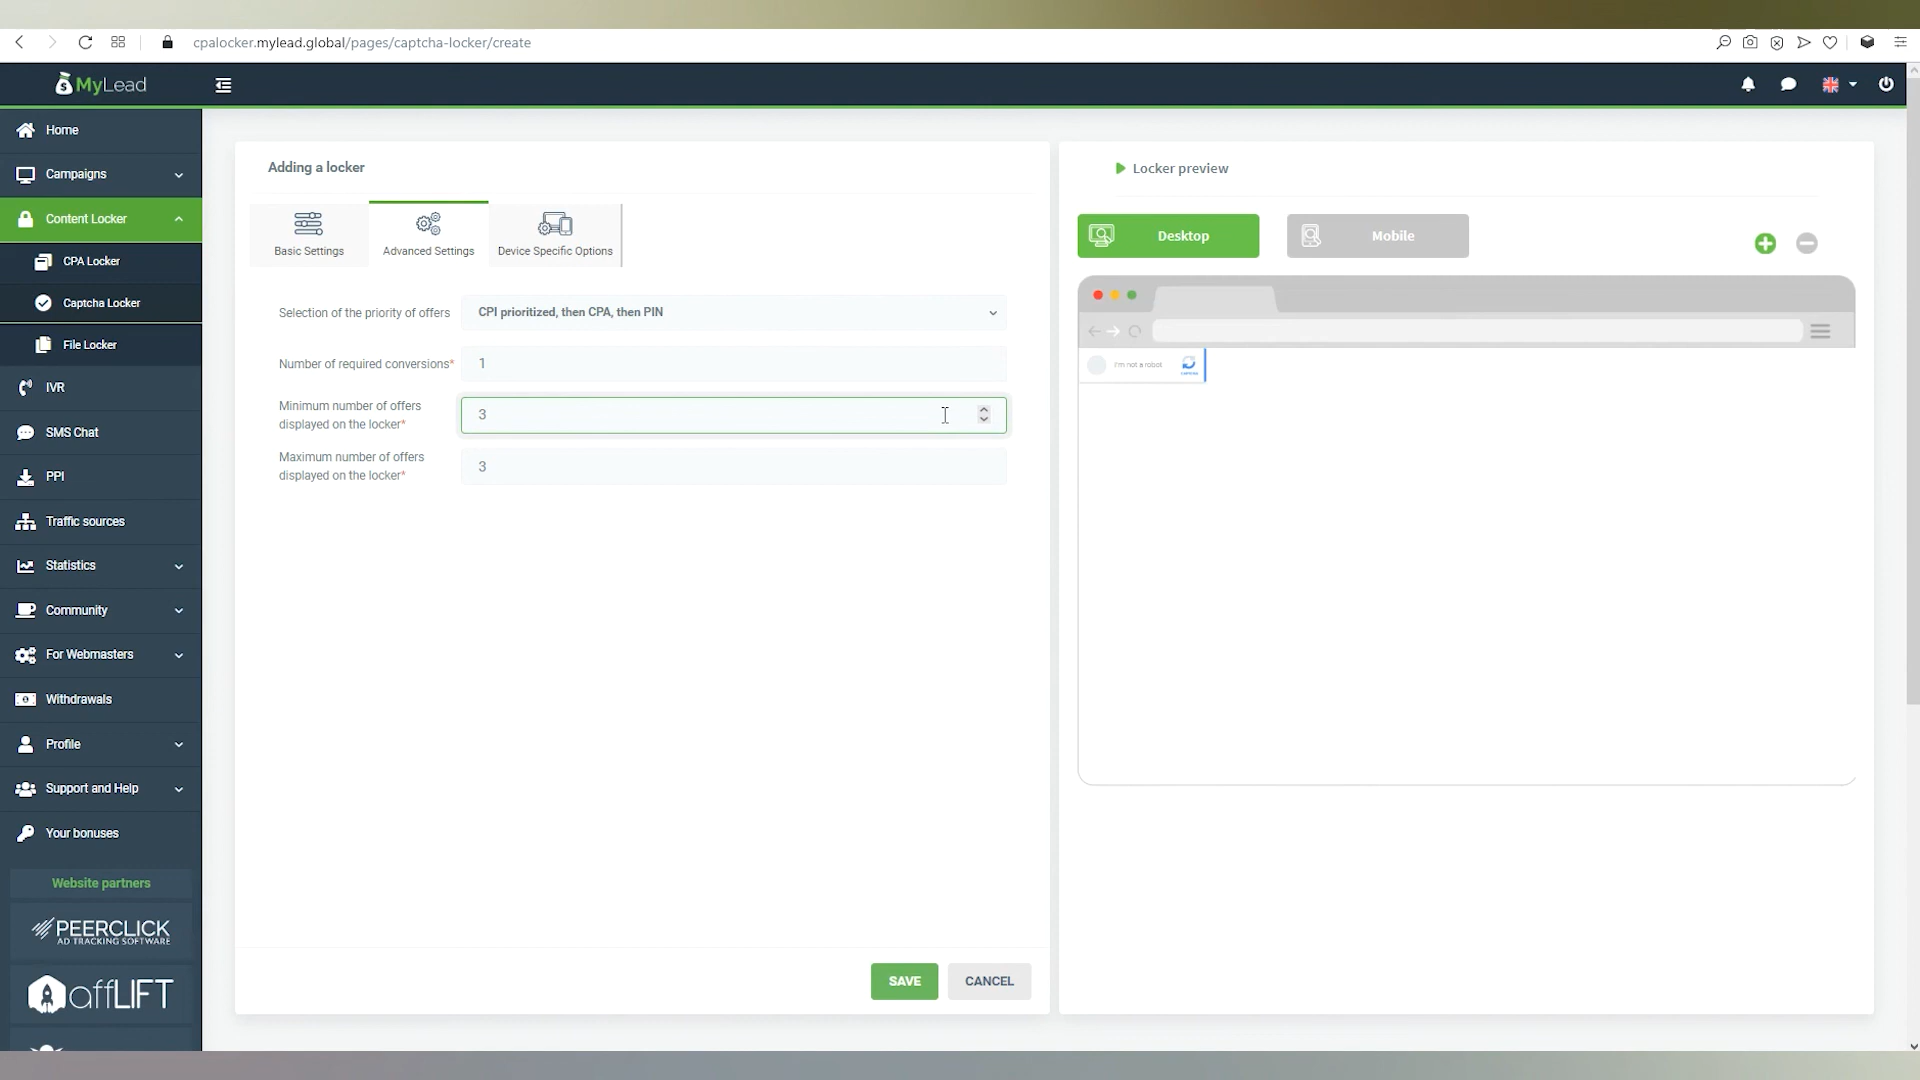 cpalocker.mylead.global/pages/captcha-locker/create
MyLead
Home
Campaigns
Content Locker
CPA Locker
Captcha Locker
File Locker
IVR
SMS Chat
PPI
Traffic sources
Statistics
Community
For Webmasters
Withdrawals
Profile
Support and Help
Your bonuses
Website partners
PEERCLICK
AD TRACKING SOFTWARE
affLIFT
Adding a locker
Basic Settings
Advanced Settings
Device Specific Options
Selection of the priority of offers
CPI prioritized, then CPA, then PIN
Number of required conversions*
1
Minimum number of offers
displayed on the locker*
3
Maximum number of offers
displayed on the locker*
3
SAVE
CANCEL
Locker preview
Desktop
Mobile
I'm not a robot